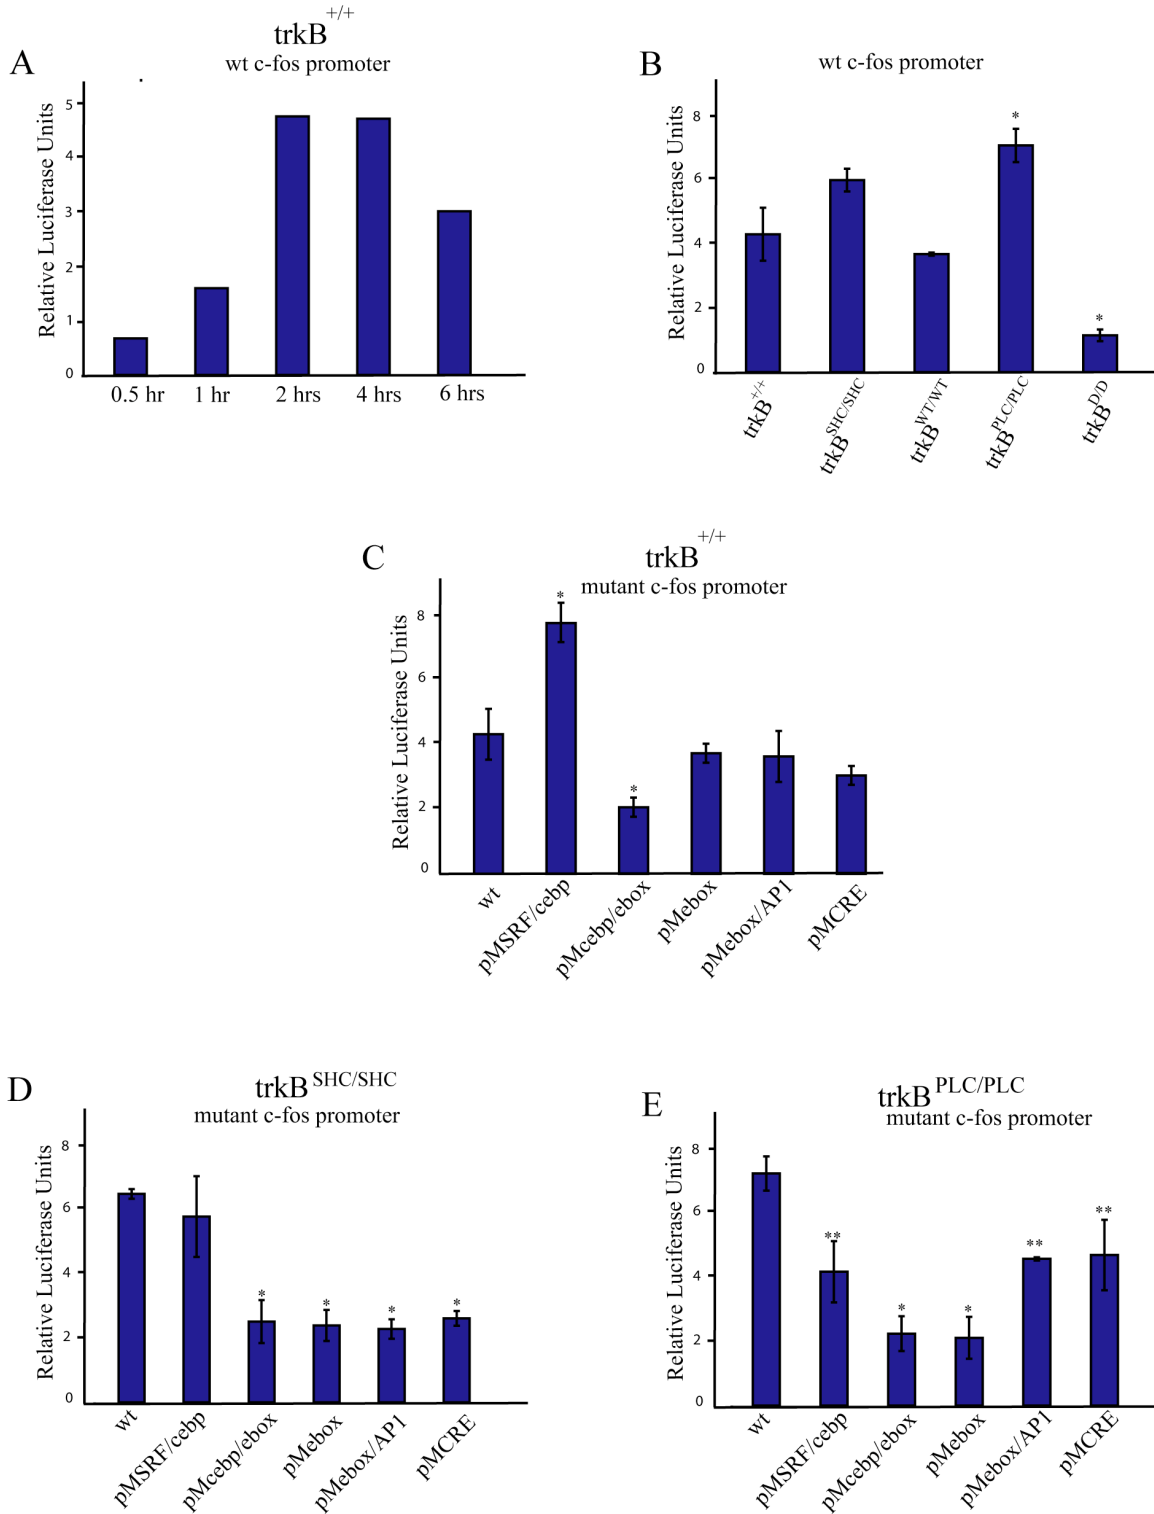 A
trkB+/+
wt c-fos promoter
Relative Luciferase Units
5
4
3
2
1
0
0.5 hr 1 hr 2 hrs 4 hrs 6 hrs
B
wt c-fos promoter
Relative Luciferase Units
8
6
4
2
0
*
*
trkB+/+ trkBSHC/SHC trkBWT/WT trkBPLC/PLC trkBD/D
C
trkB+/+
mutant c-fos promoter
Relative Luciferase Units
8
6
4
2
0
*
*
wt pMSRF/cebp pMcebp/ebox pMebox pMebox/AP1 pMCRE
D
trkBSHC/SHC
mutant c-fos promoter
Relative Luciferase Units
8
6
4
2
0
* * * *
wt pMSRF/cebp pMcebp/ebox pMebox pMebox/AP1 pMCRE
E
trkBPLC/PLC
mutant c-fos promoter
Relative Luciferase Units
8
6
4
2
0
** * * ** **
wt pMSRF/cebp pMcebp/ebox pMebox pMebox/AP1 pMCRE